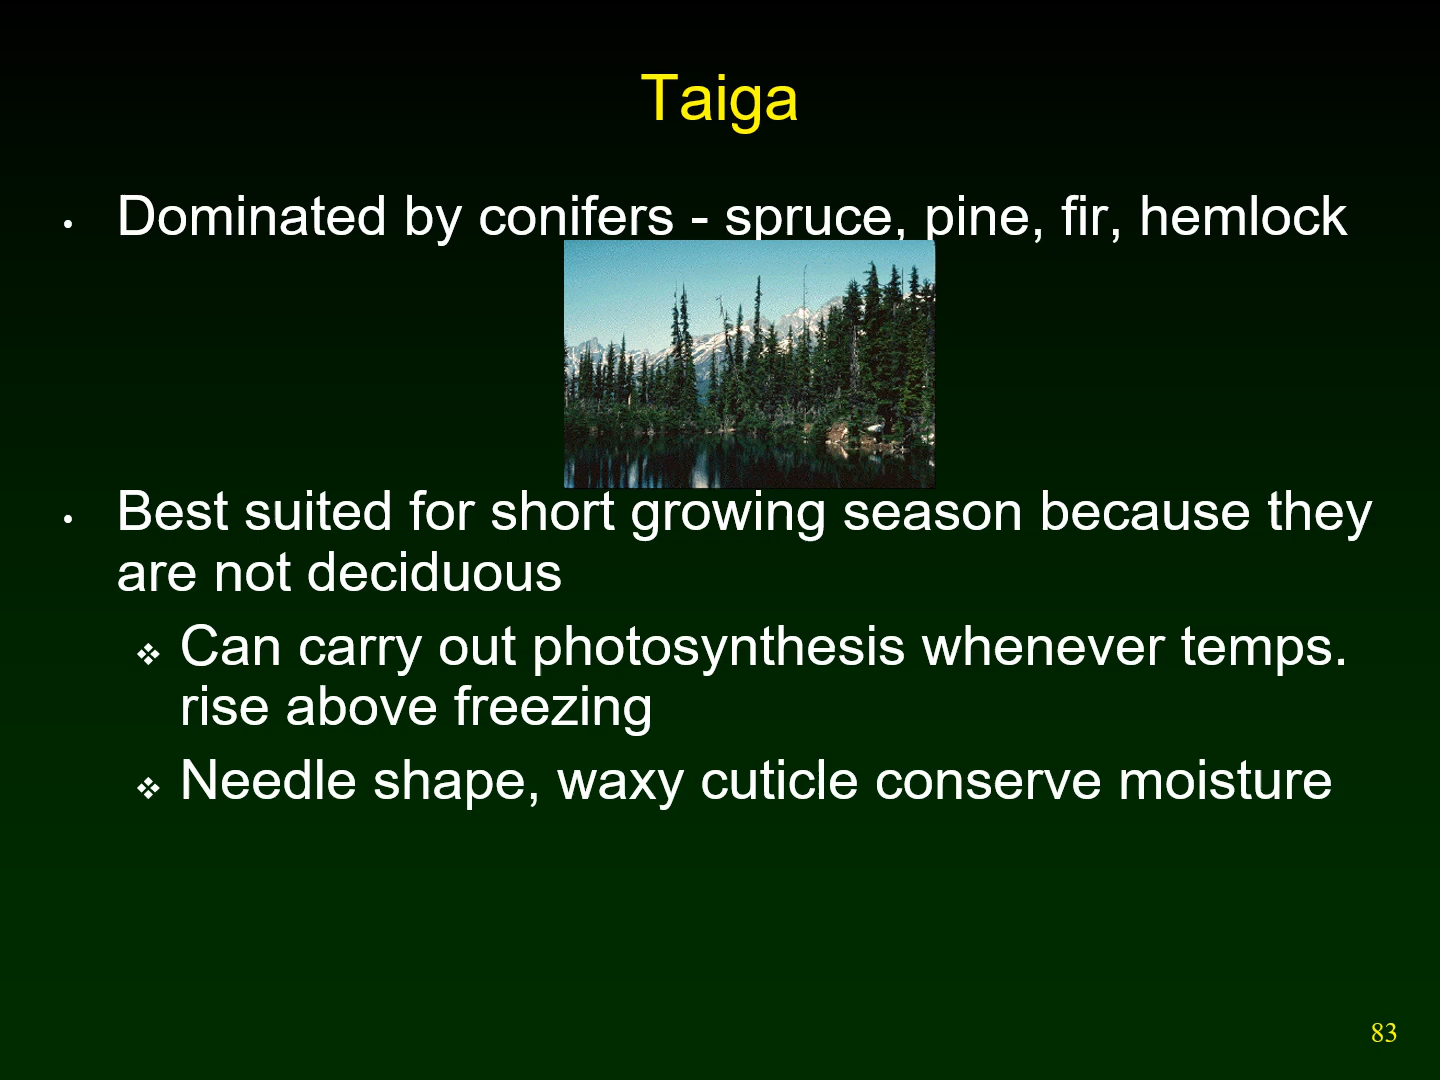 Taiga
• Dominated by conifers - spruce, pine, fir, hemlock
• Best suited for short growing season because they
are not deciduous
❖ Can carry out photosynthesis whenever temps.
rise above freezing
❖ Needle shape, waxy cuticle conserve moisture
83